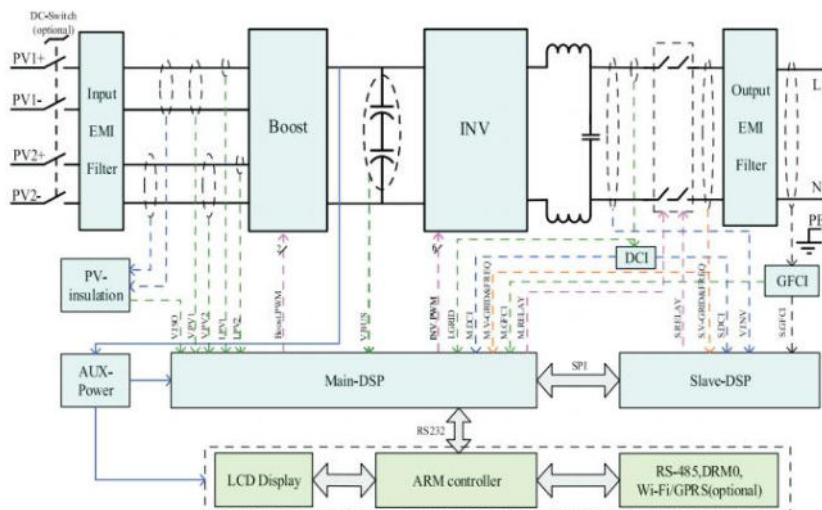 DC-Switch
(optional)
PV1+
PV1-
PV2+
PV2-
Input
EMI
Filter
Boost
INV
Output
EMI
Filter
L
N
PE
DCI
GFCI
PV-
insulation
V.ISO
V.PV1
V.PV2
I.PV1
I.PV2
Boost.PWM
V.BUS
INV.PWM
I.GRID
M.DCI
M.V-GRID&FREQ
M.GFCI
M.RELAY
S.RELAY
S.V-GRID&FREQ
S.DCI
V.INV
S.GFCI
AUX-
Power
Main-DSP
SPI
Slave-DSP
RS232
LCD Display
ARM controller
RS-485,DRM0,
Wi-Fi/GPRS(optional)